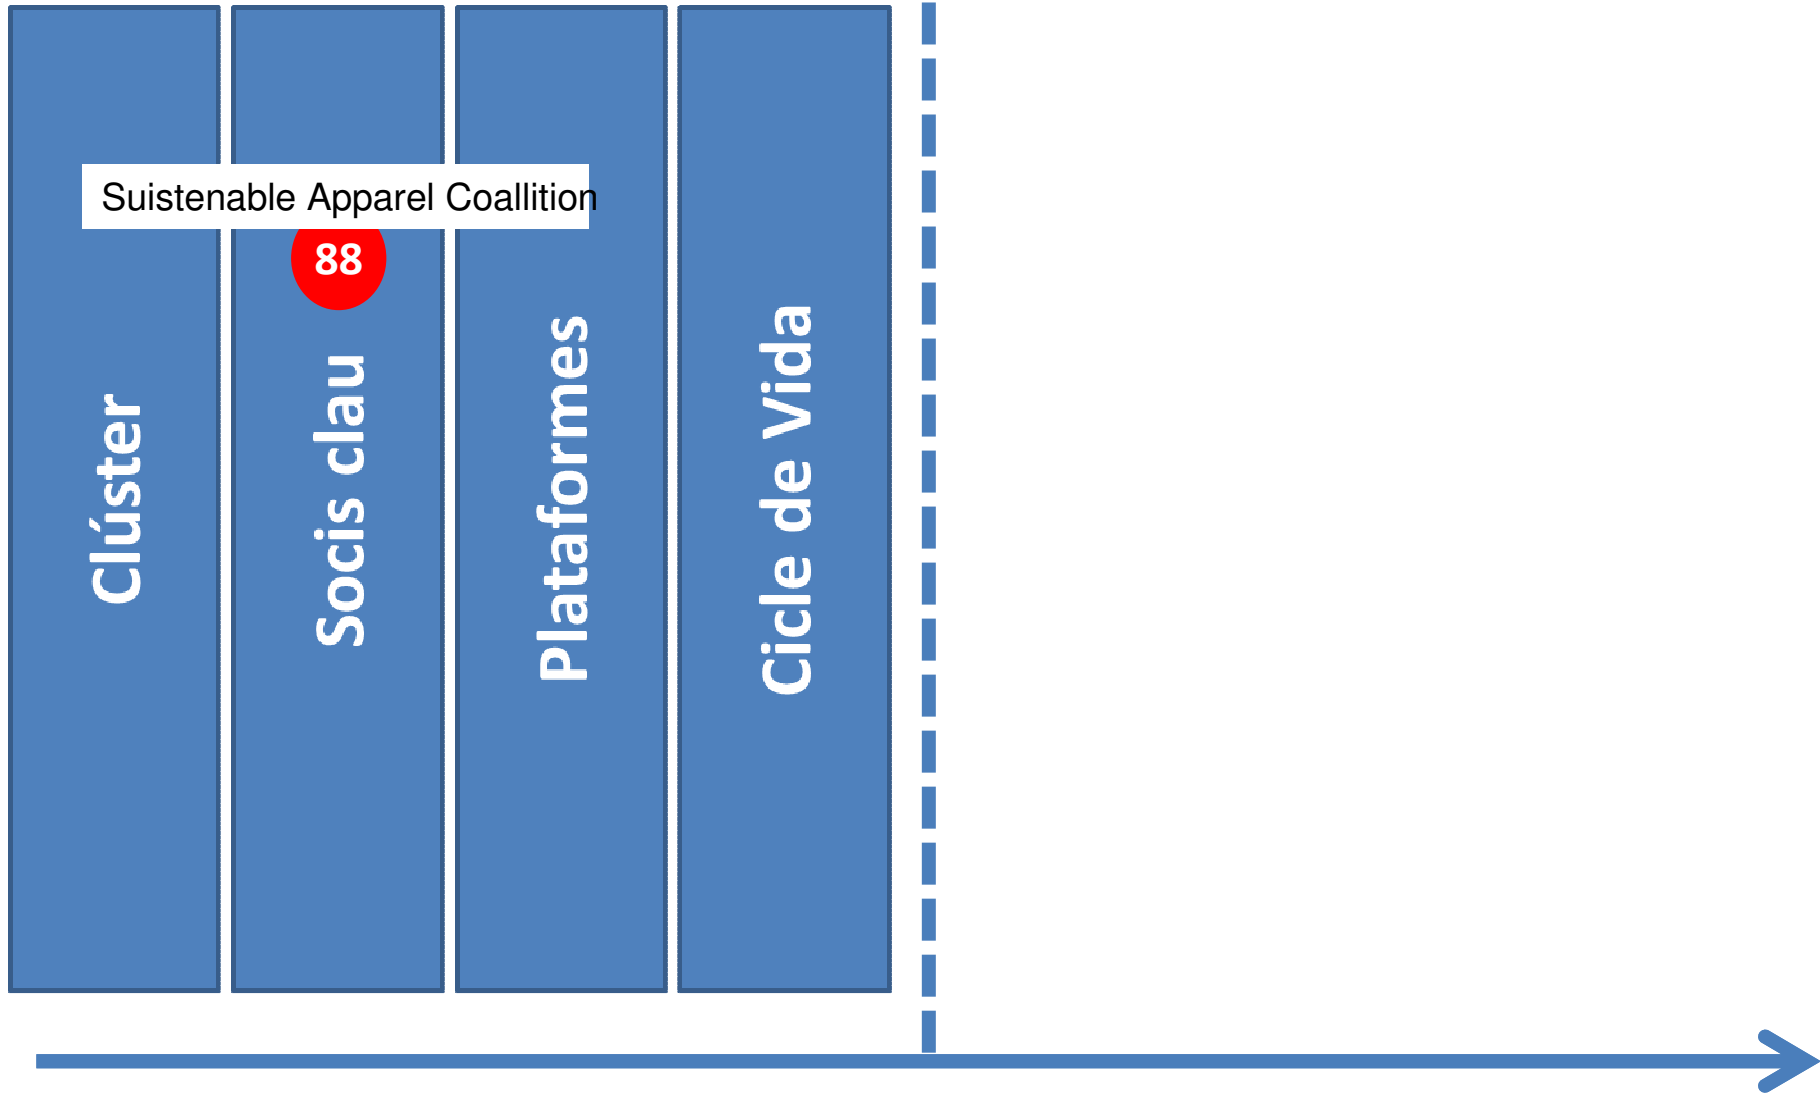 Suistenable Apparel Coallition
88
Clúster
Socis clau
Plataformes
Cicle de Vida